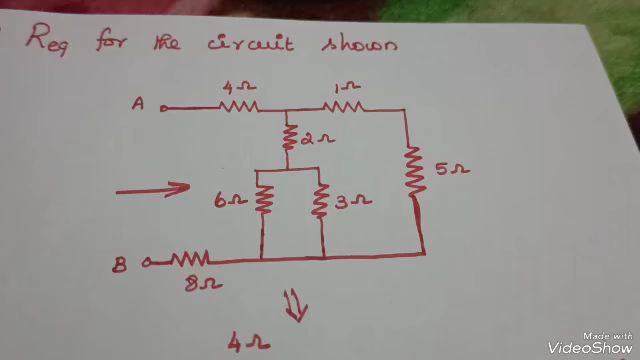 Req for the circuit shown
4Ω 1Ω
A
2Ω
6Ω 3Ω 5Ω
B
8Ω
4Ω
Made with
VideoShow